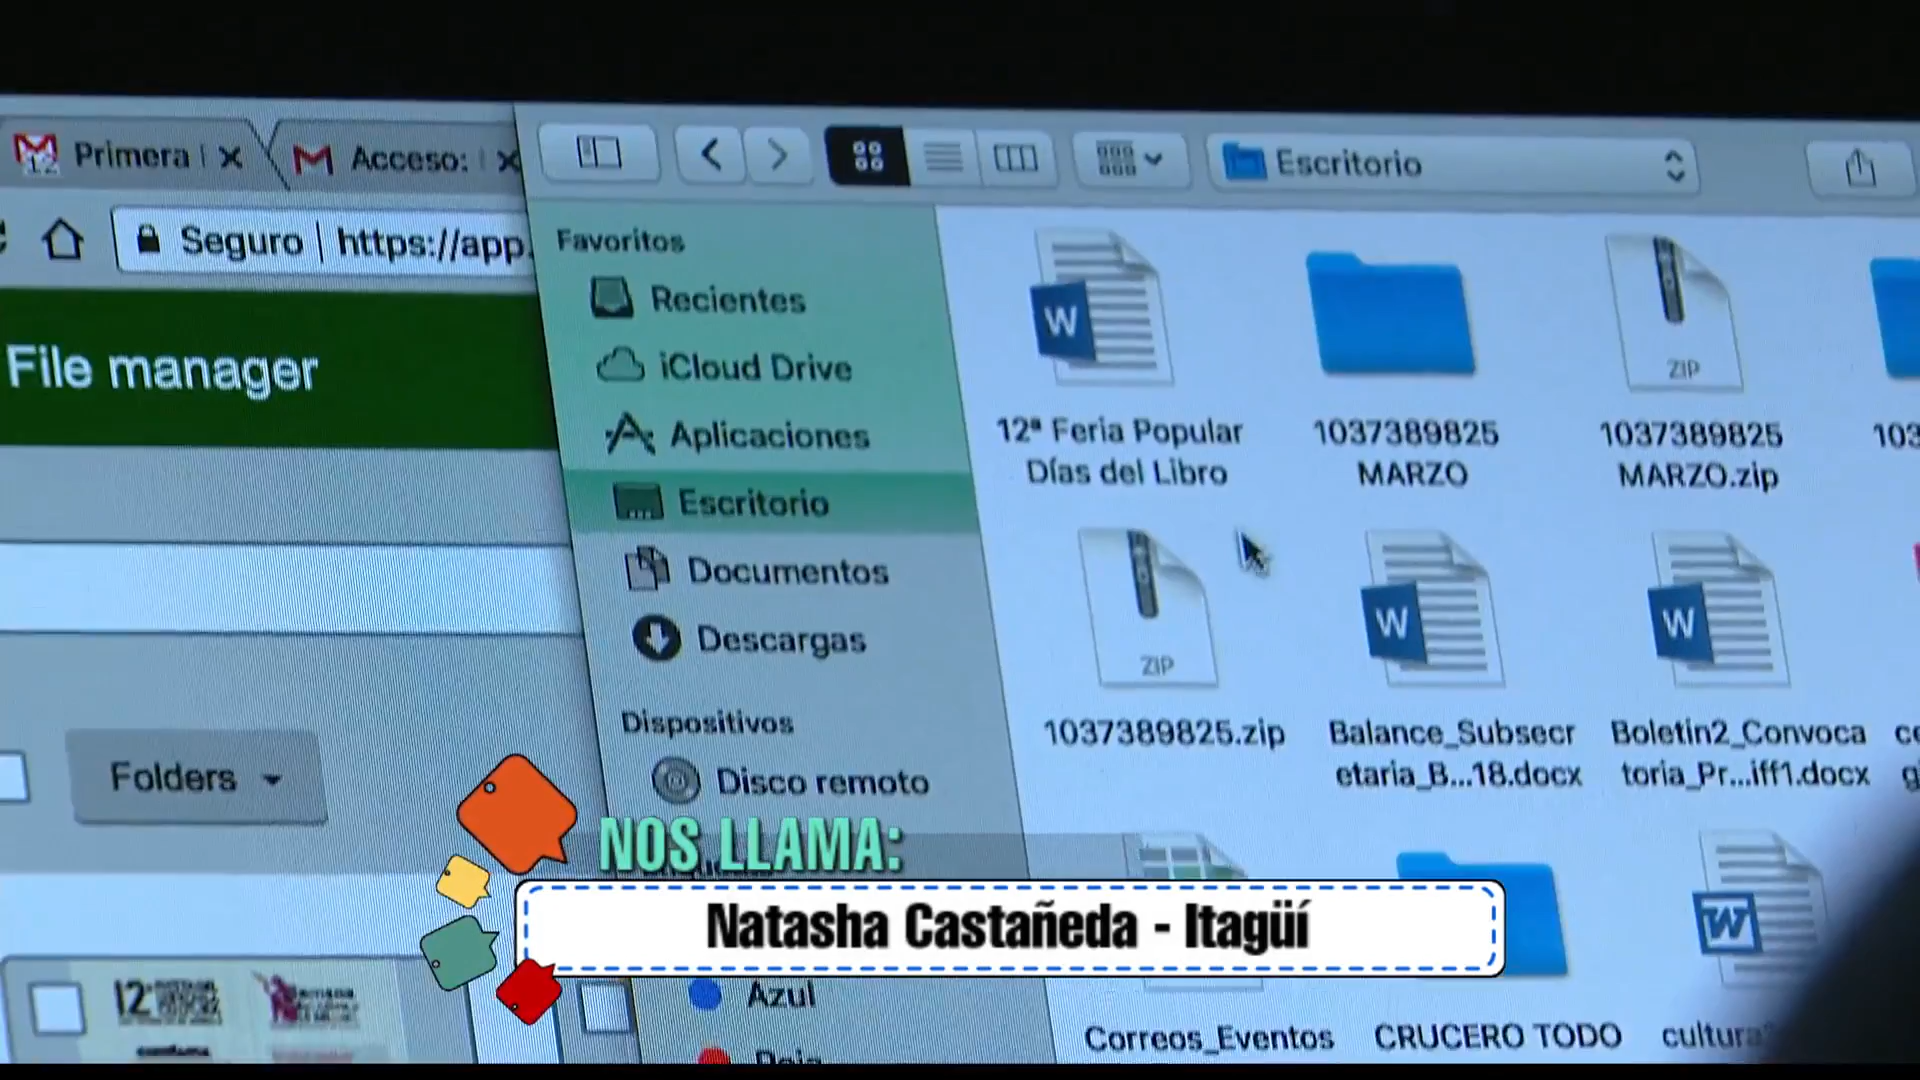 Primera
Acceso:
Seguro | https://app.
File manager
Folders
Escritorio
Favoritos
Recientes
iCloud Drive
Aplicaciones
Escritorio
Documentos
Descargas
Dispositivos
Disco remoto
Azul
12ª Feria Popular
Días del Libro
1037389825
MARZO
ZIP
1037389825
MARZO.zip
103
ZIP
1037389825.zip
Balance_Subsecr
etaria_B...18.docx
Boletin2_Convoca
toria_Pr...iff1.docx
Correos_Eventos
CRUCERO TODO
cultura
NOS LLAMA:
Natasha Castañeda - Itagüí